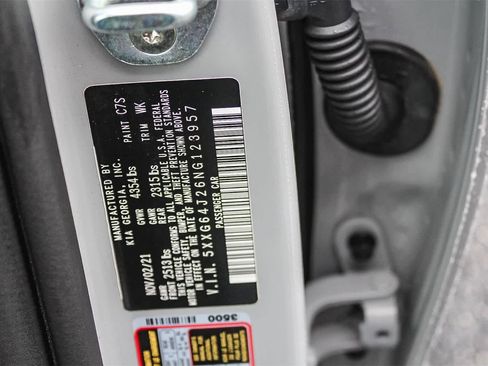 MANUFACTURED BY
KIA GEORGIA, INC.
PAINT C7S
NOV/02/21 GVWR 4354 lbs TRIM WK
GAWR FRONT 2513 lbs GAWR REAR 2315 lbs
THIS VEHICLE CONFORMS TO ALL APPLICABLE U.S.A. FEDERAL
MOTOR VEHICLE SAFETY, BUMPER, AND THEFT PREVENTION STANDARDS
IN EFFECT ON THE DATE OF MANUFACTURE SHOWN ABOVE.
V.I.N. 5XXG64J26NG123957
PASSENGER CAR
3500